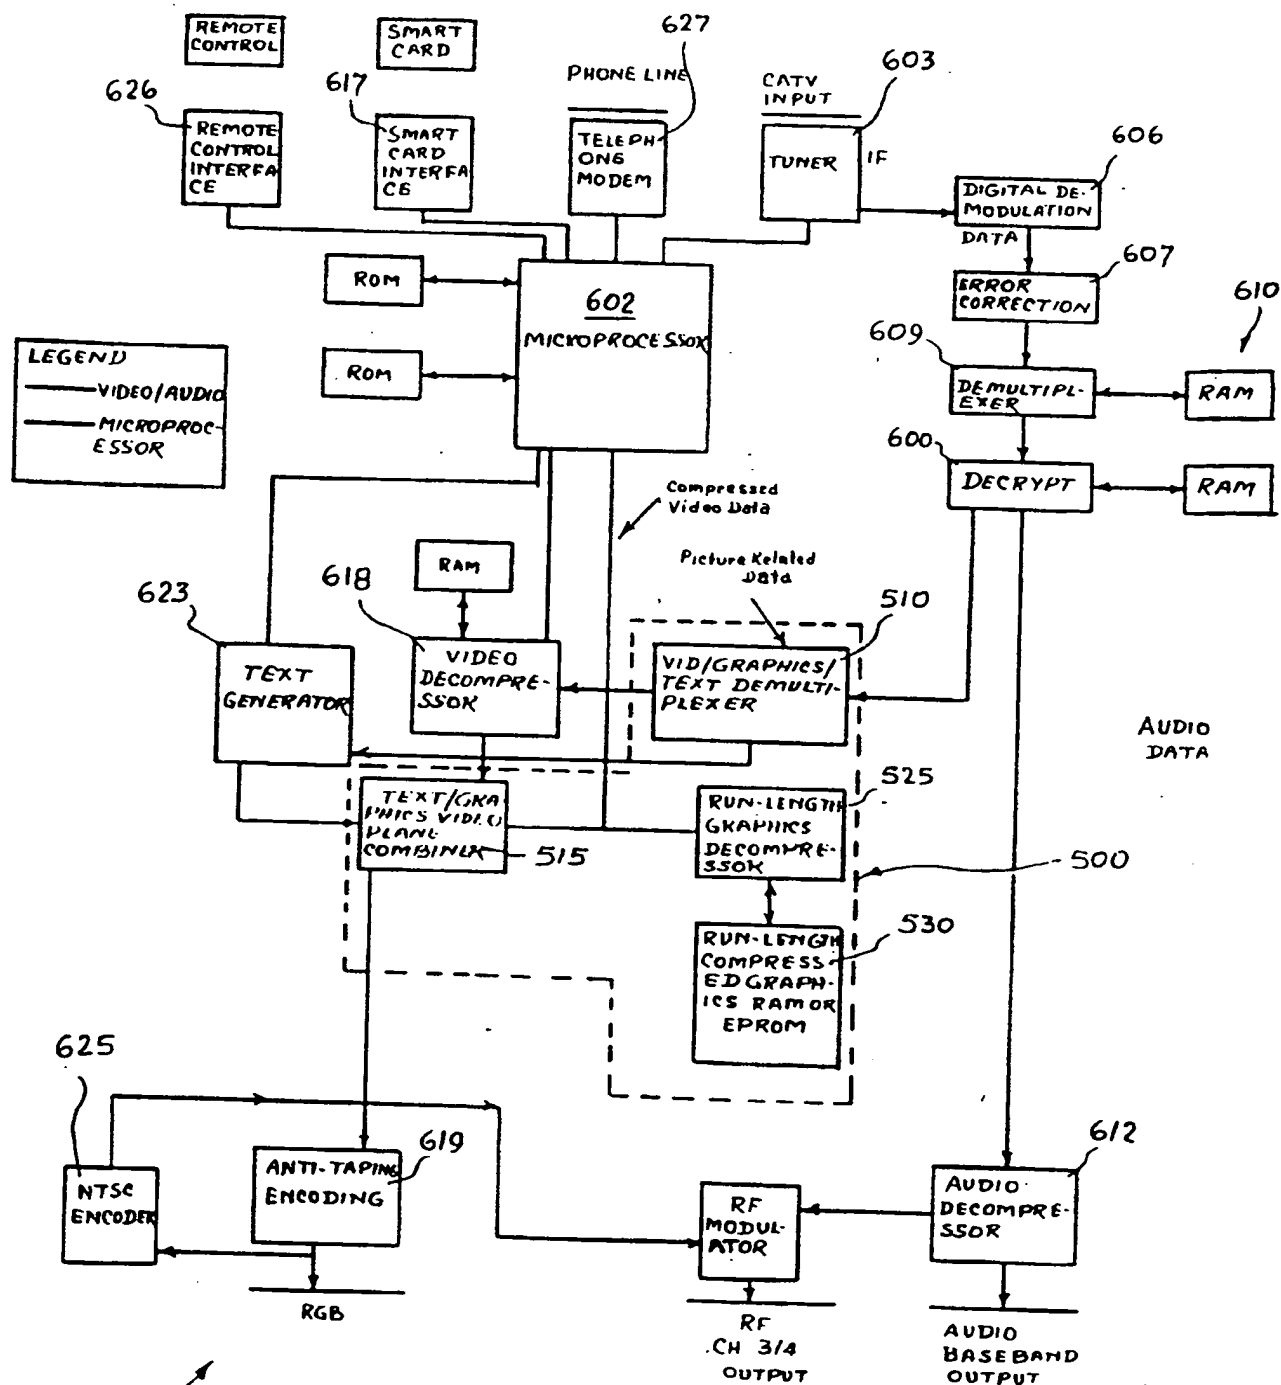 REMOTE
CONTROL
SMART
CARD
627
PHONE LINE
CATV
INPUT
603
626
617
REMOTE
CONTROL
INTERFA
CE
SMART
CARD
INTERFA
CE
TELEPH
ONE
MODEM
TUNER
IF
606
DIGITAL DE-
MODULATION
DATA
607
ERROR
CORRECTION
610
ROM
602
MICROPROCESSOR
609
LEGEND
VIDEO/AUDIO
MICROPROC-
ESSOR
ROM
DEMULTIPL-
EXER
RAM
600
DECRYPT
RAM
Compressed
Video Data
RAM
Picture Related
Data
618
623
510
TEXT
GENERATOR
VIDEO
DECOMPRE-
SSOR
VID/GRAPHICS/
TEXT DEMULTI-
PLEXER
AUDIO
DATA
TEXT/GRA
PHICS VIDEO
PLANE
COMBINER
515
RUN-LENGTH
GRAPHICS
DECOMPRE-
SSOR
525
500
530
RUN-LENGTH
COMPRESS
ED GRAPH-
ICS RAM OR
EPROM
625
619
612
NTSC
ENCODER
ANTI-TAPING
ENCODING
RF
MODUL-
ATOR
AUDIO
DECOMPRE-
SSOR
RGB
RF
CH 3/4
OUTPUT
AUDIO
BASEBAND
OUTPUT